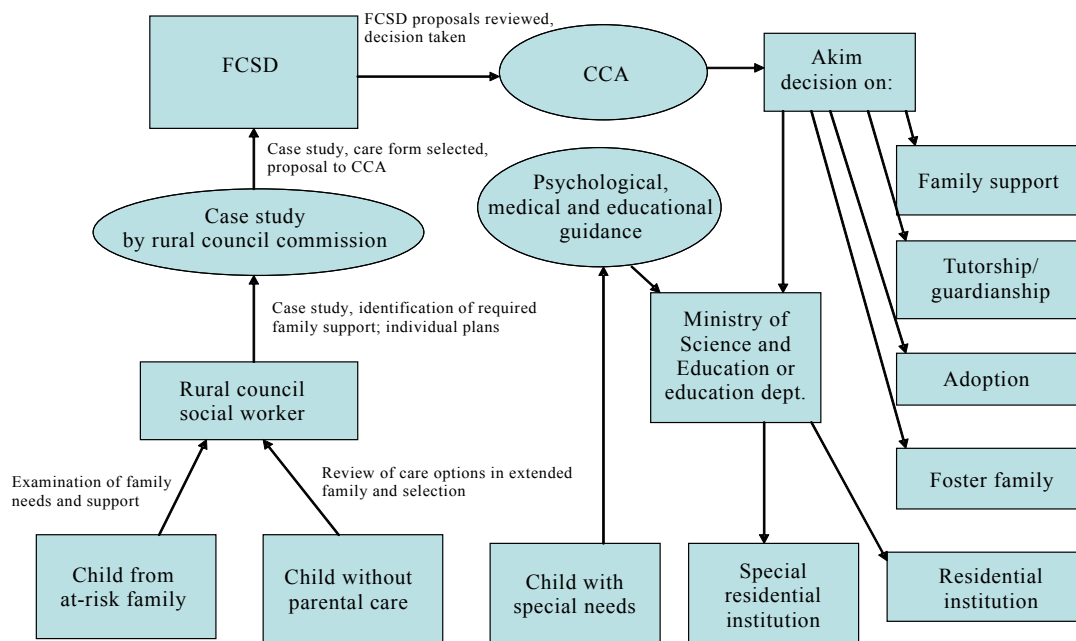 FCSD proposals reviewed,
decision taken
FCSD
CCA
Akim
decision on:
Case study, care form selected,
proposal to CCA
Family support
Psychological,
medical and educational
guidance
Case study
by rural council commission
Tutorship/
guardianship
Case study, identification of required
family support; individual plans
Ministry of
Science and
Education or
education dept.
Adoption
Rural council
social worker
Examination of family
needs and support
Review of care options in extended
family and selection
Foster family
Child from
at-risk family
Child without
parental care
Child with
special needs
Special
residential
institution
Residential
institution